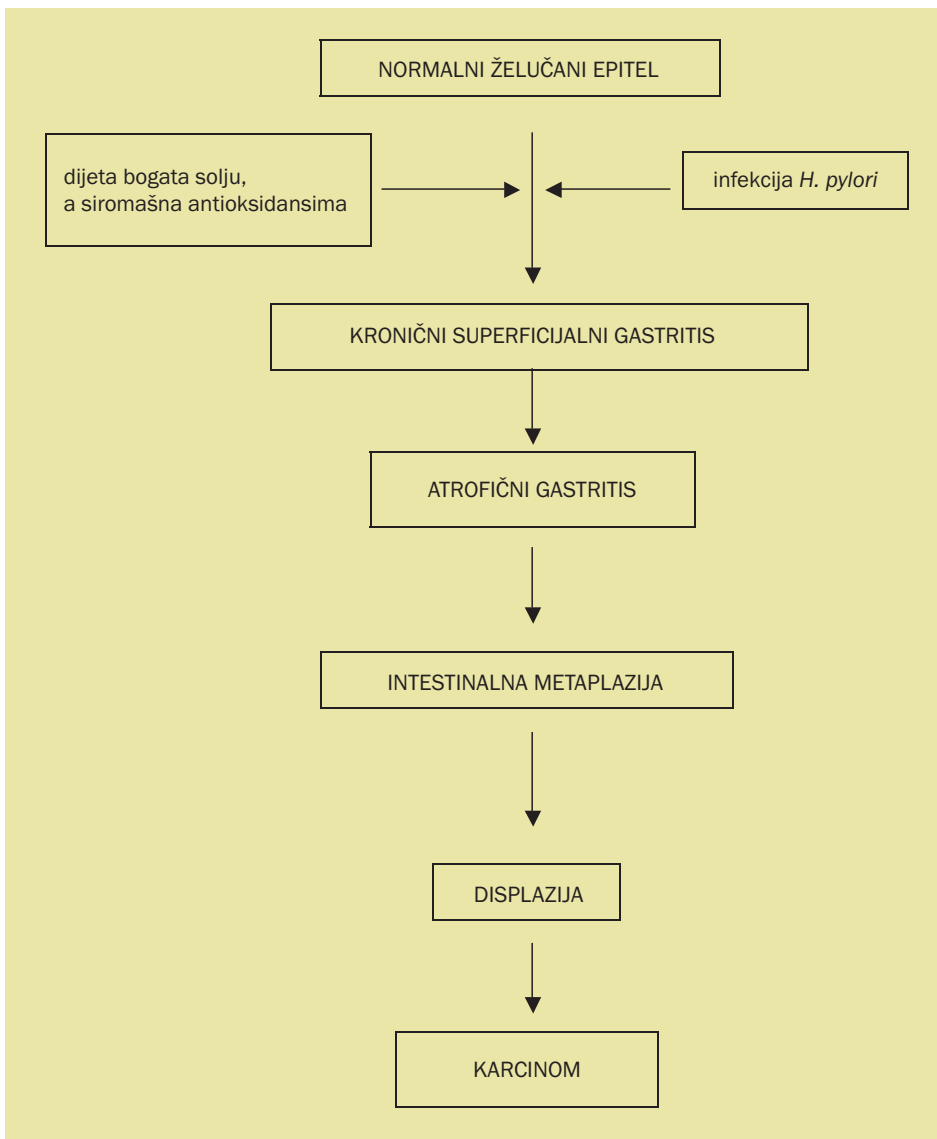 NORMALNI ŽELUČANI EPITEL
dijeta bogata solju,
a siromašna antioksidansima
infekcija H. pylori
KRONIČNI SUPERFICIJALNI GASTRITIS
ATROFIČNI GASTRITIS
INTESTINALNA METAPLAZIJA
DISPLAZIJA
KARCINOM